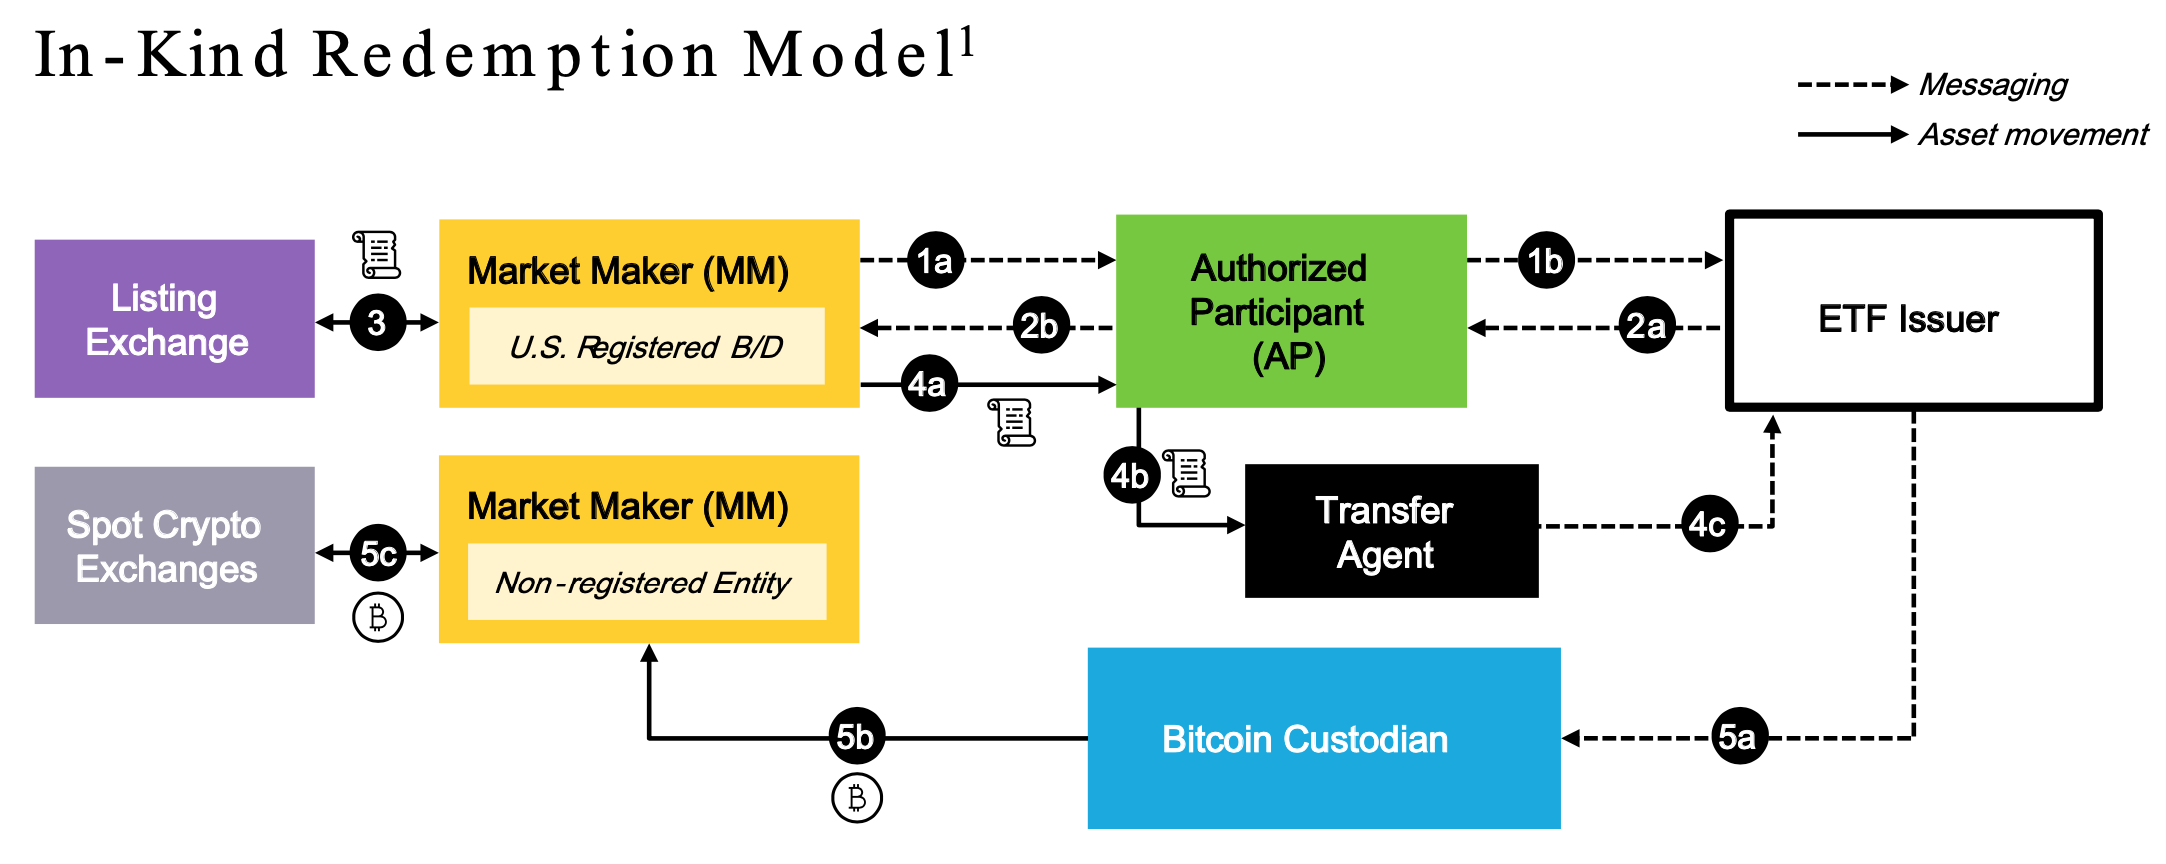 In-Kind Redemption Model¹
Messaging
Asset movement
Listing
Exchange
3
Market Maker (MM)
U.S. Registered B/D
1a
2b
4a
Authorized
Participant
(AP)
1b
2a
ETF Issuer
Spot Crypto
Exchanges
5c
Market Maker (MM)
Non-registered Entity
4b
Transfer
Agent
4c
5b
Bitcoin Custodian
5a